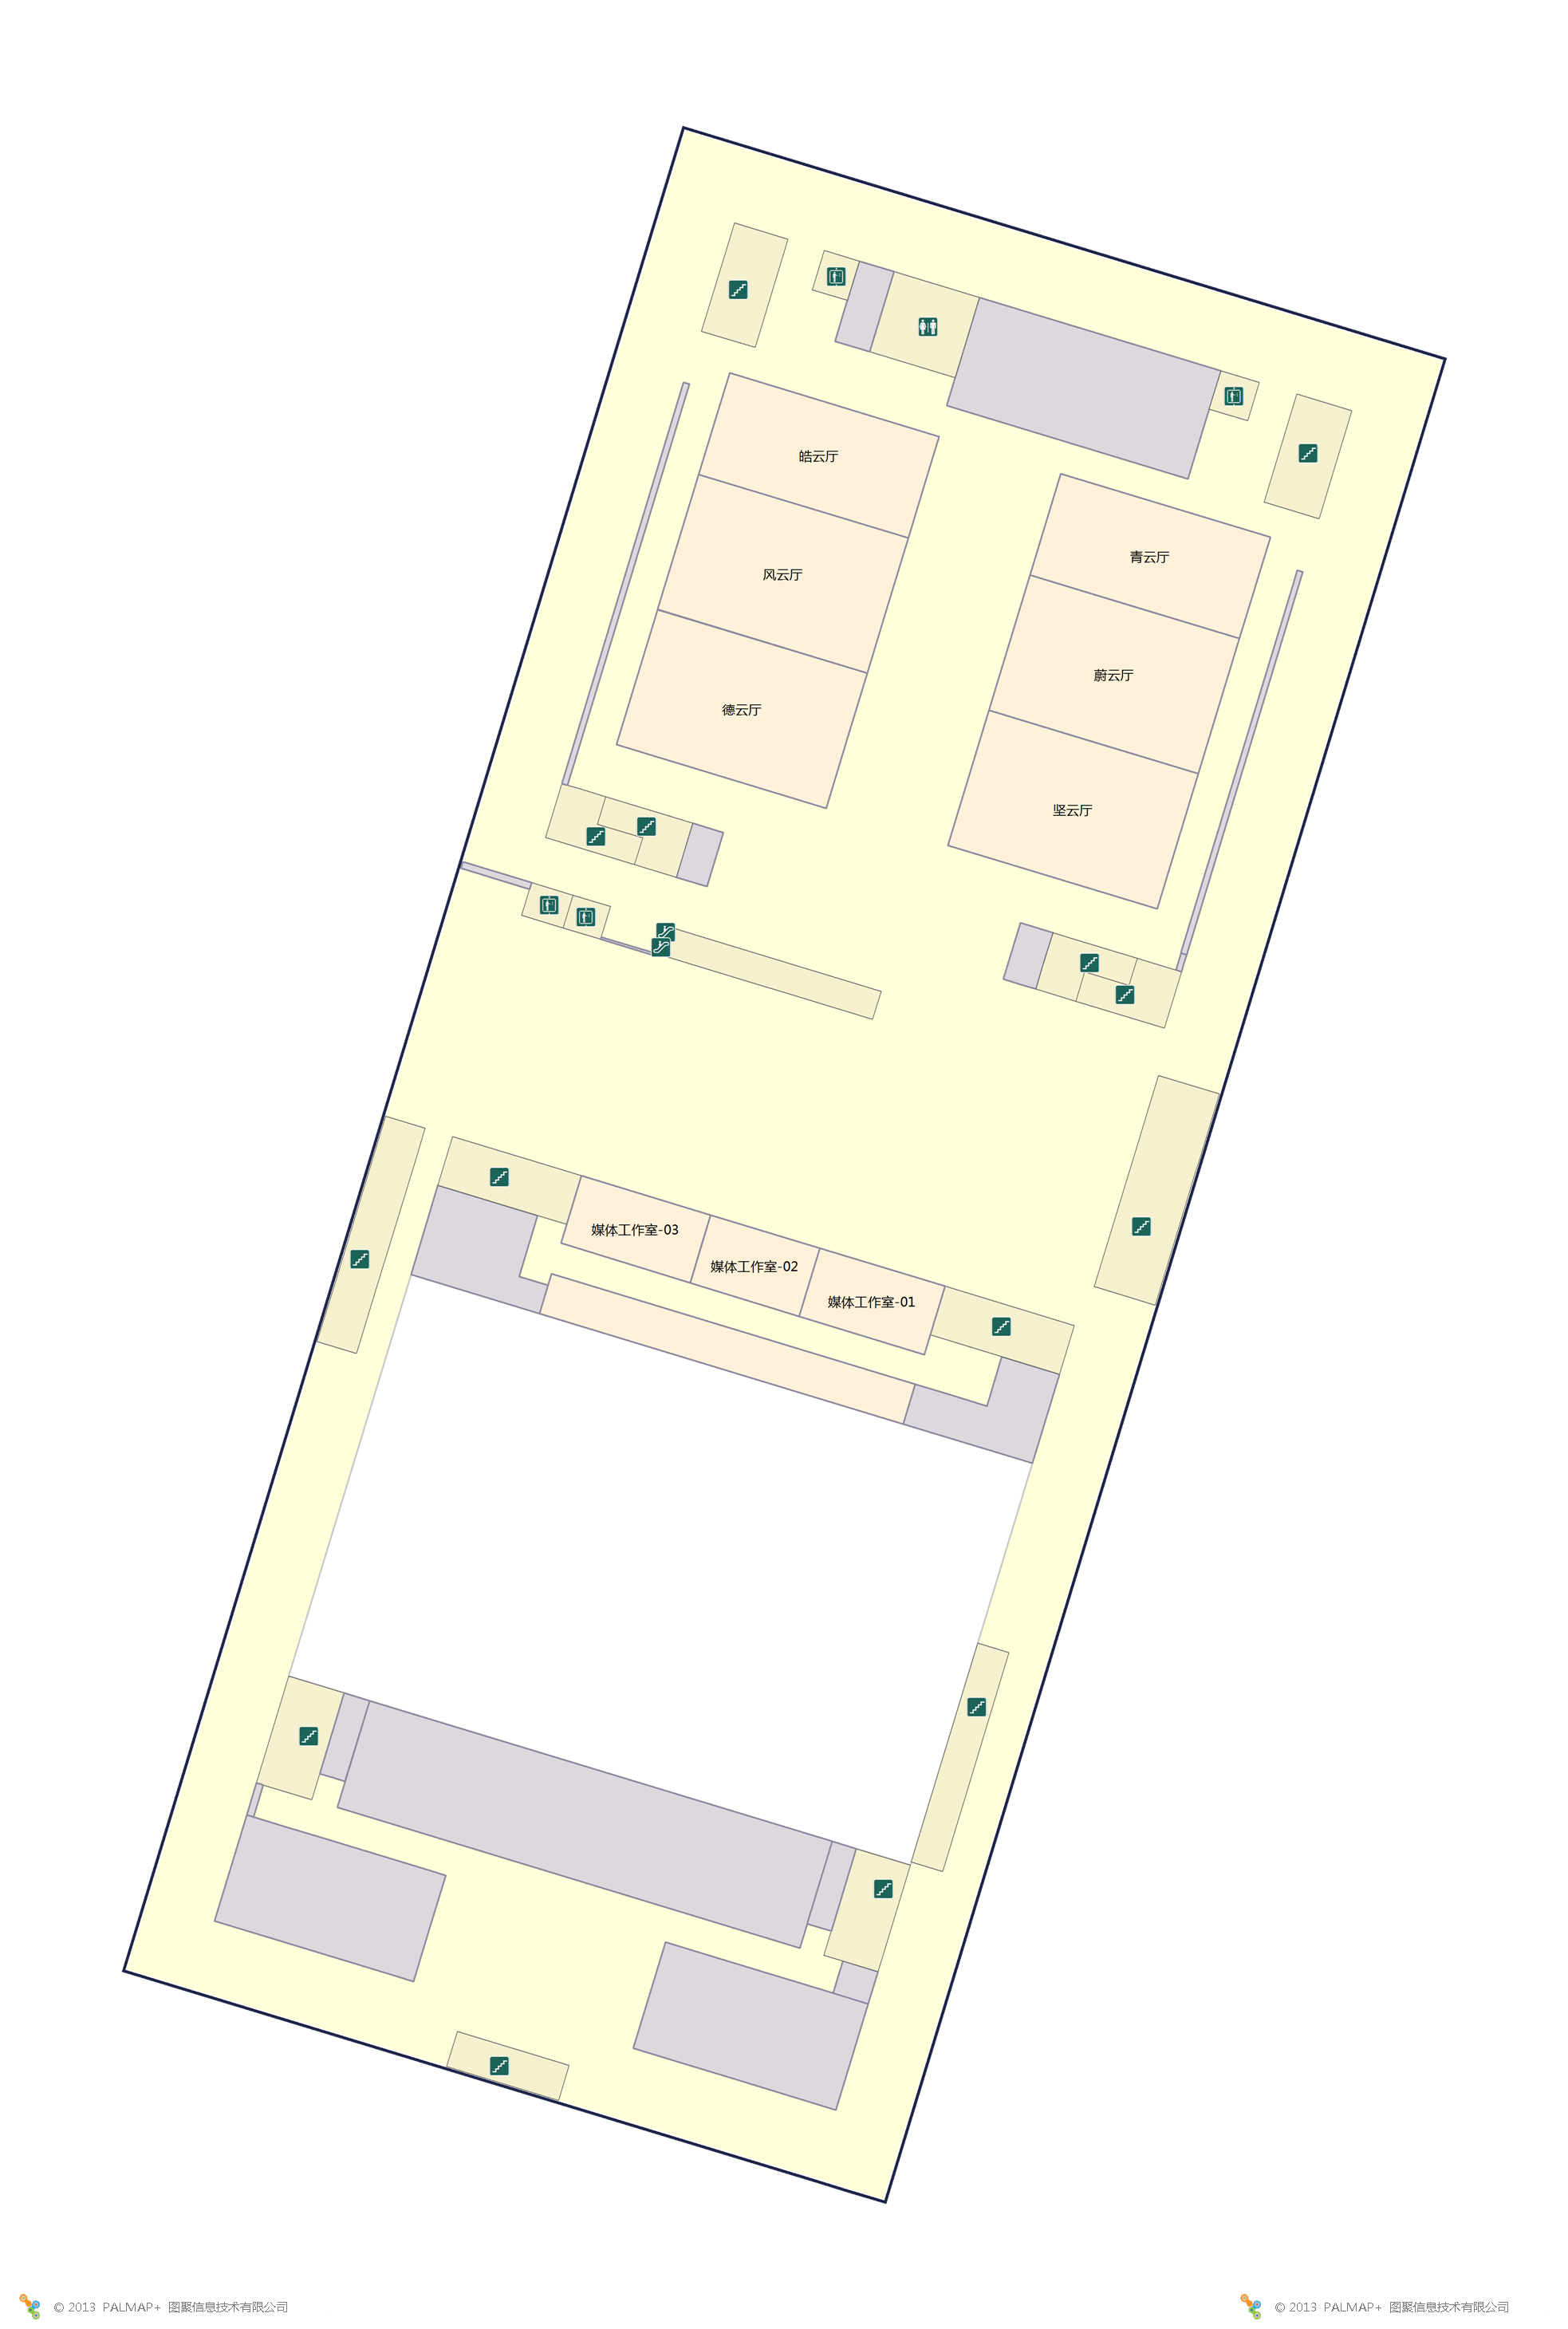 皓云厅
青云厅
风云厅
蔚云厅
德云厅
坚云厅
媒体工作室-03
媒体工作室-02
媒体工作室-01
© 2013 PALMAP+ 图聚信息技术有限公司
© 2013 PALMAP+ 图聚信息技术有限公司